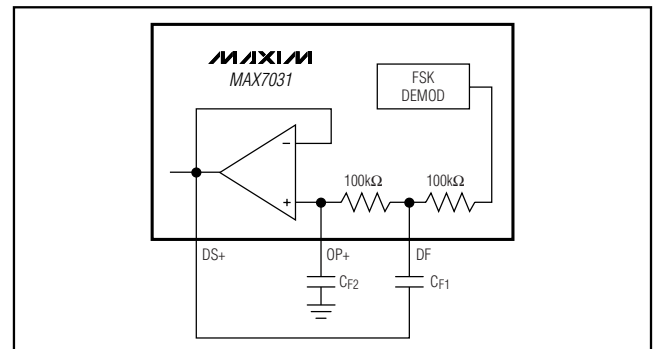 MAXIM
MAX7031
FSK
DEMOD
100kΩ 100kΩ
−
+
DS+ OP+ DF
CF2 CF1